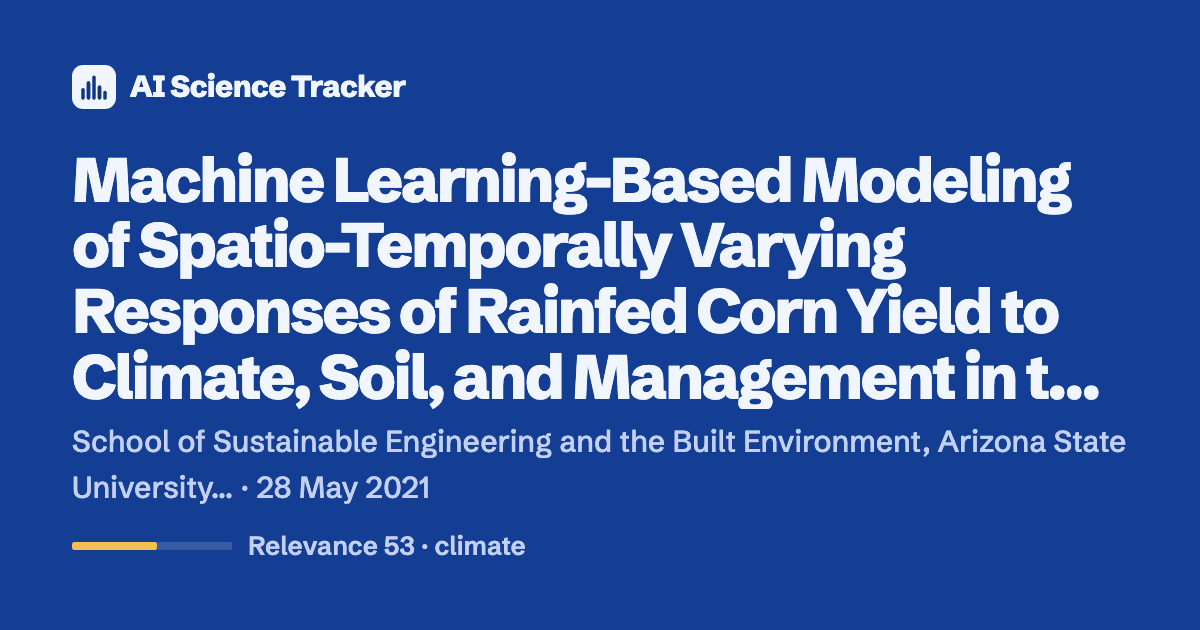 AI Science Tracker
Machine Learning-Based Modeling
of Spatio-Temporally Varying
Responses of Rainfed Corn Yield to
Climate, Soil, and Management in t...
School of Sustainable Engineering and the Built Environment, Arizona State
University... · 28 May 2021
Relevance 53 · climate